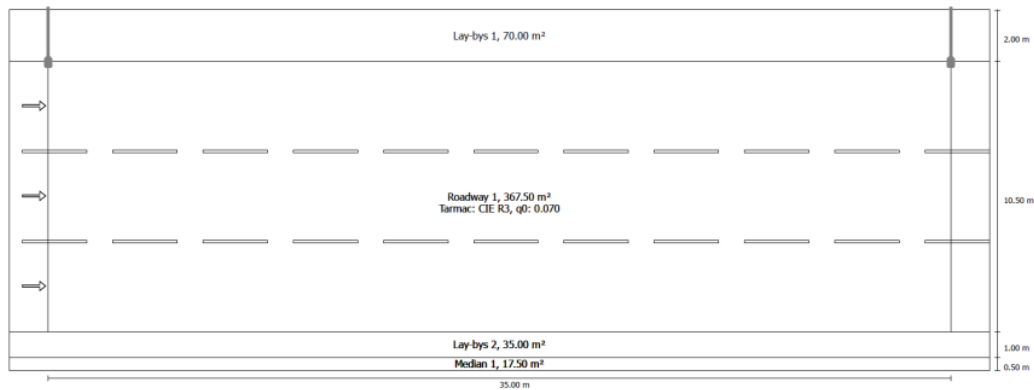 Lay-bys 1, 70.00 m²
2.00 m
Roadway 1, 367.50 m²
Tarmac: CIE R3, q0: 0.070
10.50 m
Lay-bys 2, 35.00 m²
1.00 m
Median 1, 17.50 m²
0.50 m
35.00 m